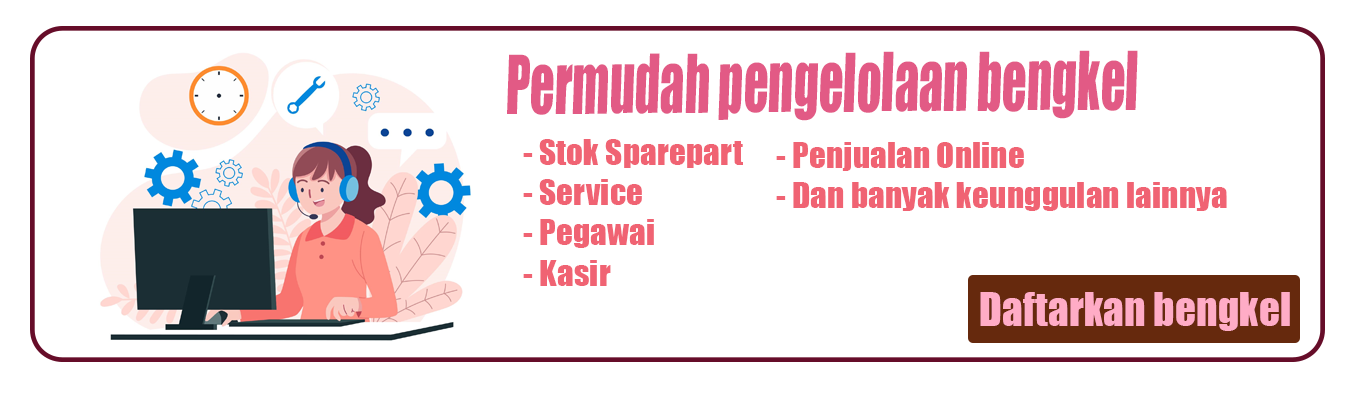 Permudah pengelolaan bengkel
- Stok Sparepart
- Service
- Pegawai
- Kasir
- Penjualan Online
- Dan banyak keunggulan lainnya
Daftarkan bengkel